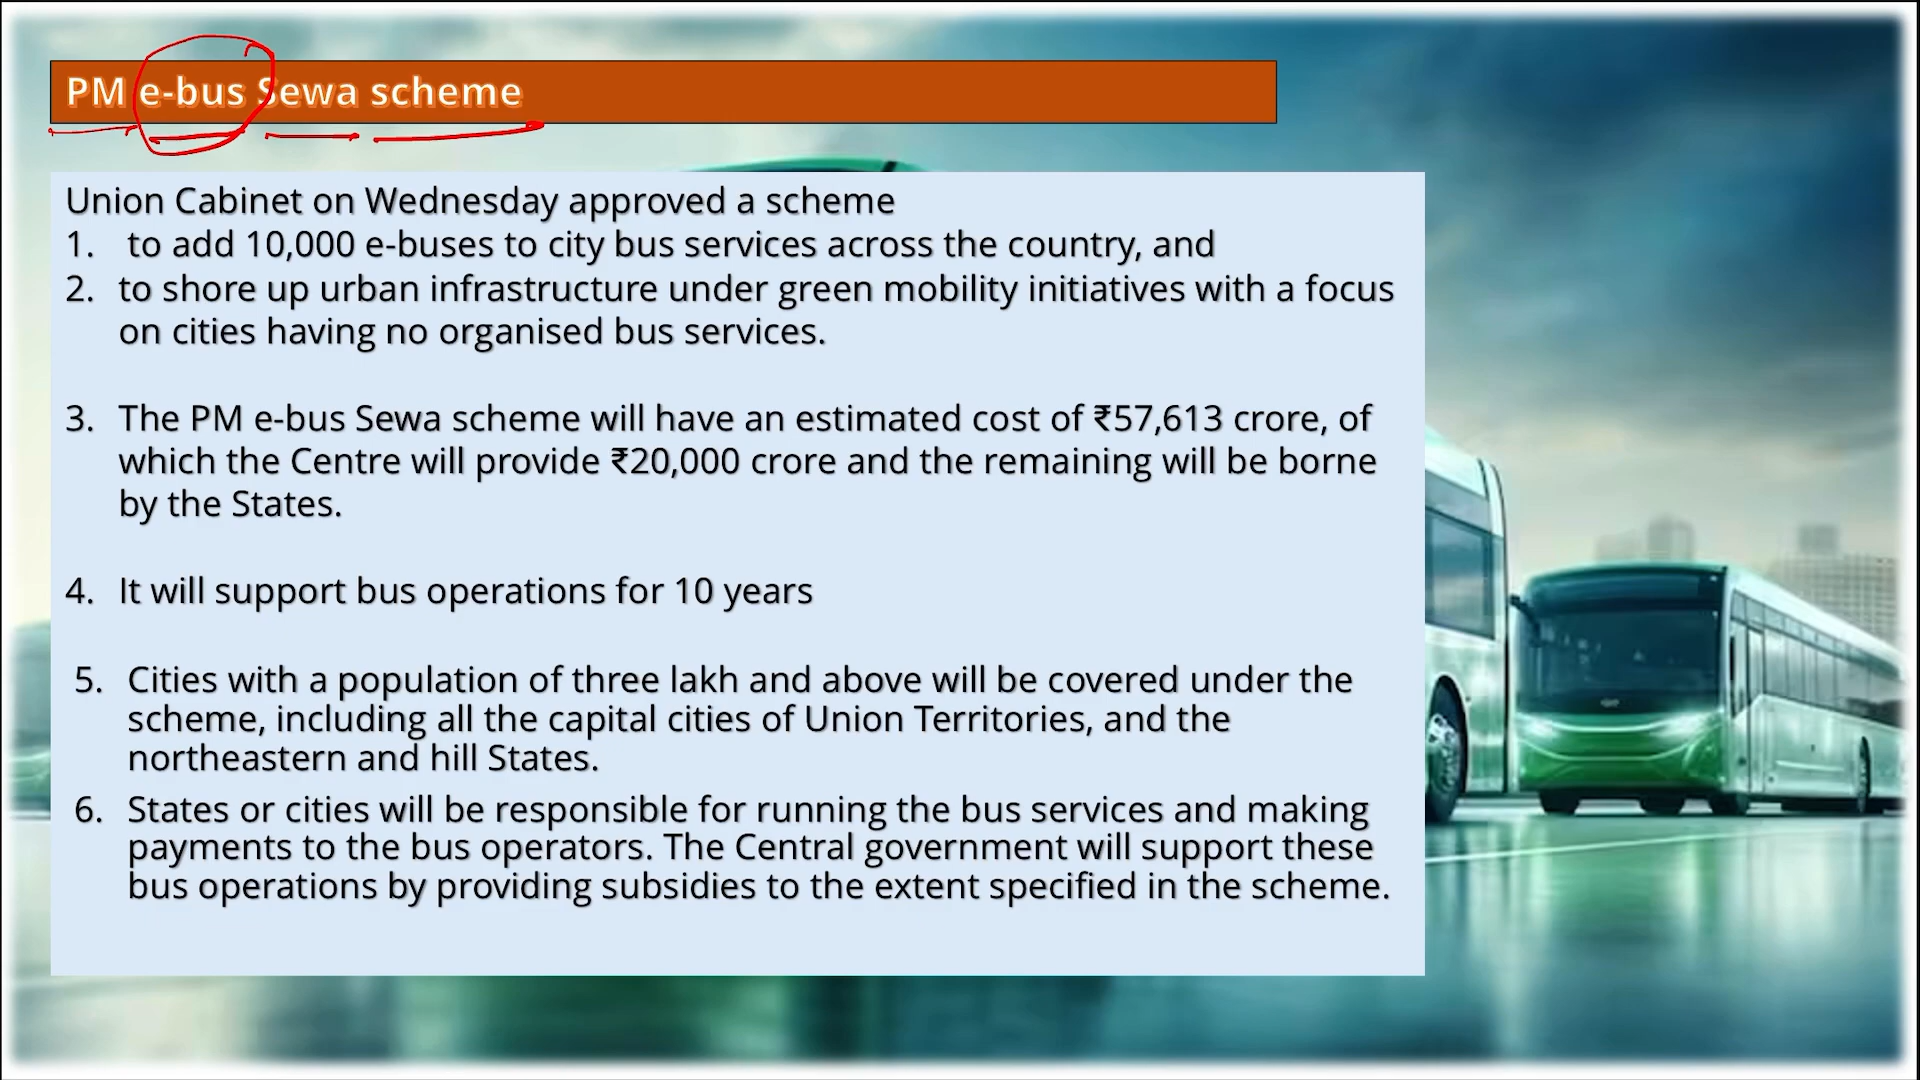 PM e-bus Sewa scheme
Union Cabinet on Wednesday approved a scheme
1. to add 10,000 e-buses to city bus services across the country, and
2. to shore up urban infrastructure under green mobility initiatives with a focus
on cities having no organised bus services.
3. The PM e-bus Sewa scheme will have an estimated cost of ₹57,613 crore, of
which the Centre will provide ₹20,000 crore and the remaining will be borne
by the States.
4. It will support bus operations for 10 years
5. Cities with a population of three lakh and above will be covered under the
scheme, including all the capital cities of Union Territories, and the
northeastern and hill States.
6. States or cities will be responsible for running the bus services and making
payments to the bus operators. The Central government will support these
bus operations by providing subsidies to the extent specified in the scheme.